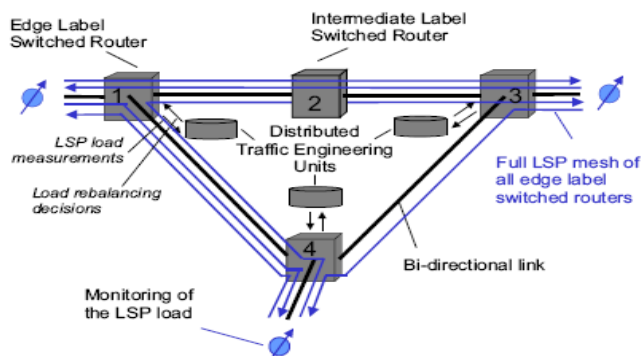 Edge Label
Switched Router
Intermediate Label
Switched Router
1
2
3
LSP load
measurements
Load rebalancing
decisions
Distributed
Traffic Engineering
Units
Full LSP mesh of
all edge label
switched routers
4
Bi-directional link
Monitoring of
the LSP load